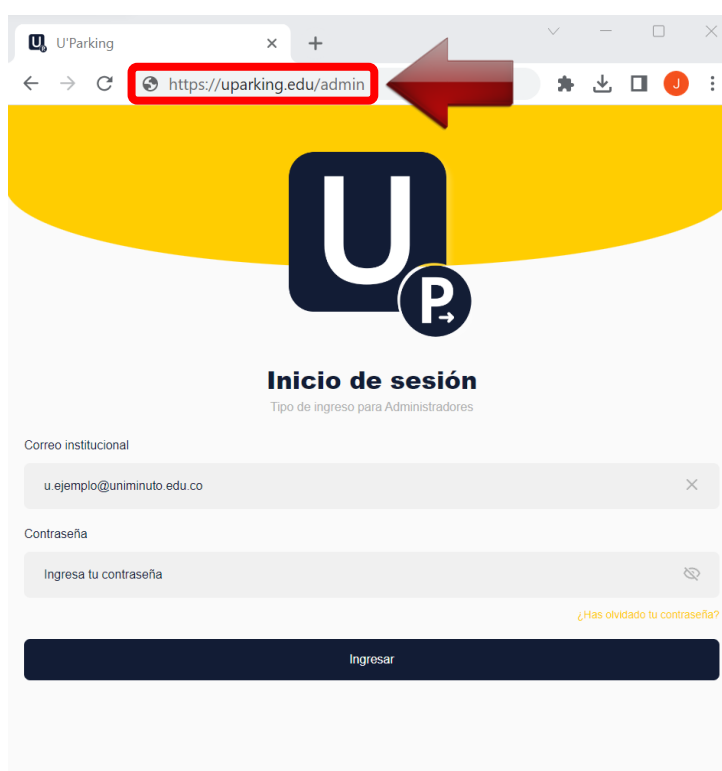 U'Parking
https://uparking.edu/admin
J
U
P
Inicio de sesión
Tipo de ingreso para Administradores
Correo institucional
u.ejemplo@uniminuto.edu.co
Contraseña
Ingresa tu contraseña
¿Has olvidado tu contraseña?
Ingresar